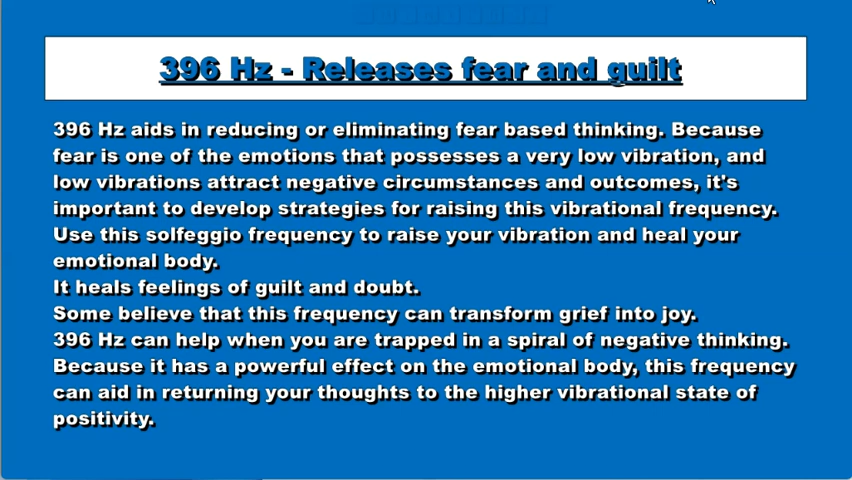 396 Hz - Releases fear and guilt
396 Hz aids in reducing or eliminating fear based thinking. Because
fear is one of the emotions that possesses a very low vibration, and
low vibrations attract negative circumstances and outcomes, it's
important to develop strategies for raising this vibrational frequency.
Use this solfeggio frequency to raise your vibration and heal your
emotional body.
It heals feelings of guilt and doubt.
Some believe that this frequency can transform grief into joy.
396 Hz can help when you are trapped in a spiral of negative thinking.
Because it has a powerful effect on the emotional body, this frequency
can aid in returning your thoughts to the higher vibrational state of
positivity.